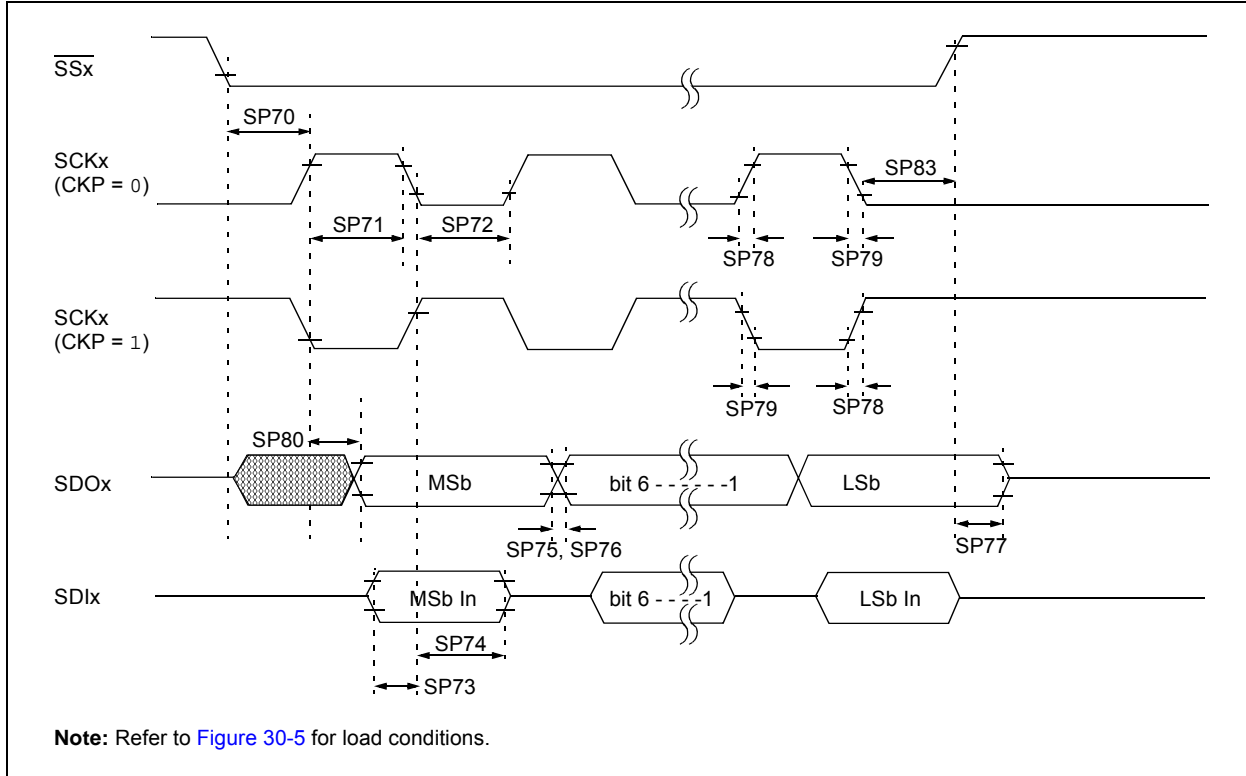 SSx
SP70
SCKx
(CKP = 0)
SP83
SP71
SP72
SP78
SP79
SCKx
(CKP = 1)
SP79
SP78
SP80
SDOx
MSb
bit 6 - - - - - -1
LSb
SP75, SP76
SP77
SDIx
MSb In
bit 6 - - - -1
LSb In
SP74
SP73
Note: Refer to Figure 30-5 for load conditions.